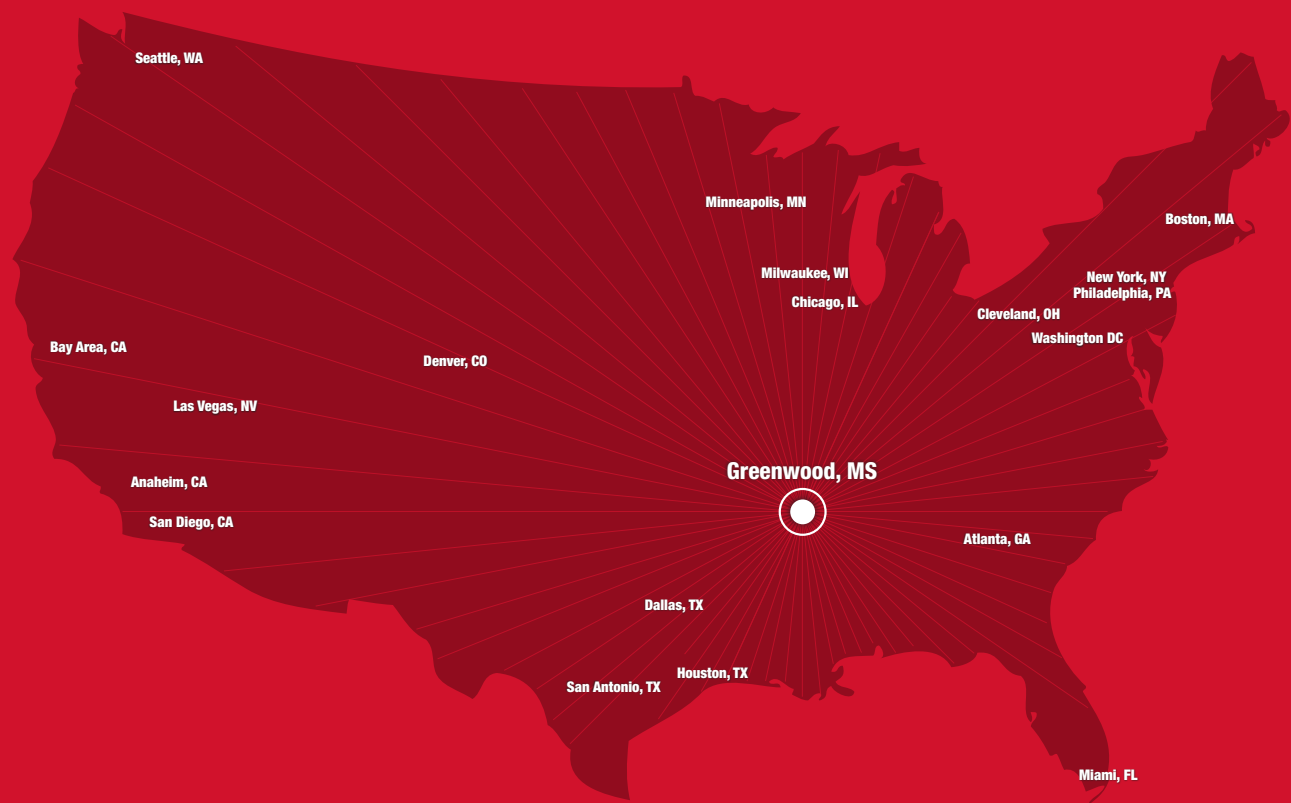 Seattle, WA
Minneapolis, MN
Boston, MA
Milwaukee, WI
New York, NY
Philadelphia, PA
Chicago, IL
Cleveland, OH
Washington DC
Bay Area, CA
Denver, CO
Las Vegas, NV
Greenwood, MS
Anaheim, CA
San Diego, CA
Atlanta, GA
Dallas, TX
Houston, TX
San Antonio, TX
Miami, FL